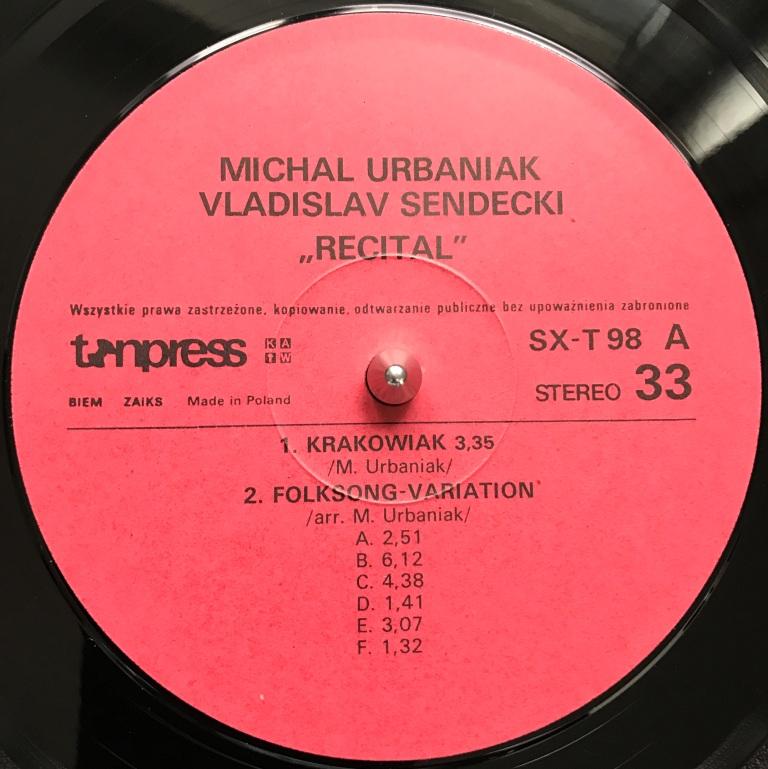 MICHAL URBANIAK
VLADISLAV SENDECKI
„RECITAL”
Wszystkie prawa zastrzeżone, kopiowanie, odtwarzanie publiczne bez upoważnienia zabronione
tonpress KATW SX-T 98 A
BIEM ZAIKS Made in Poland STEREO 33
1. KRAKOWIAK 3,35
/M. Urbaniak/
2. FOLKSONG-VARIATION
/arr. M. Urbaniak/
A. 2,51
B. 6,12
C. 4,38
D. 1,41
E. 3,07
F. 1,32